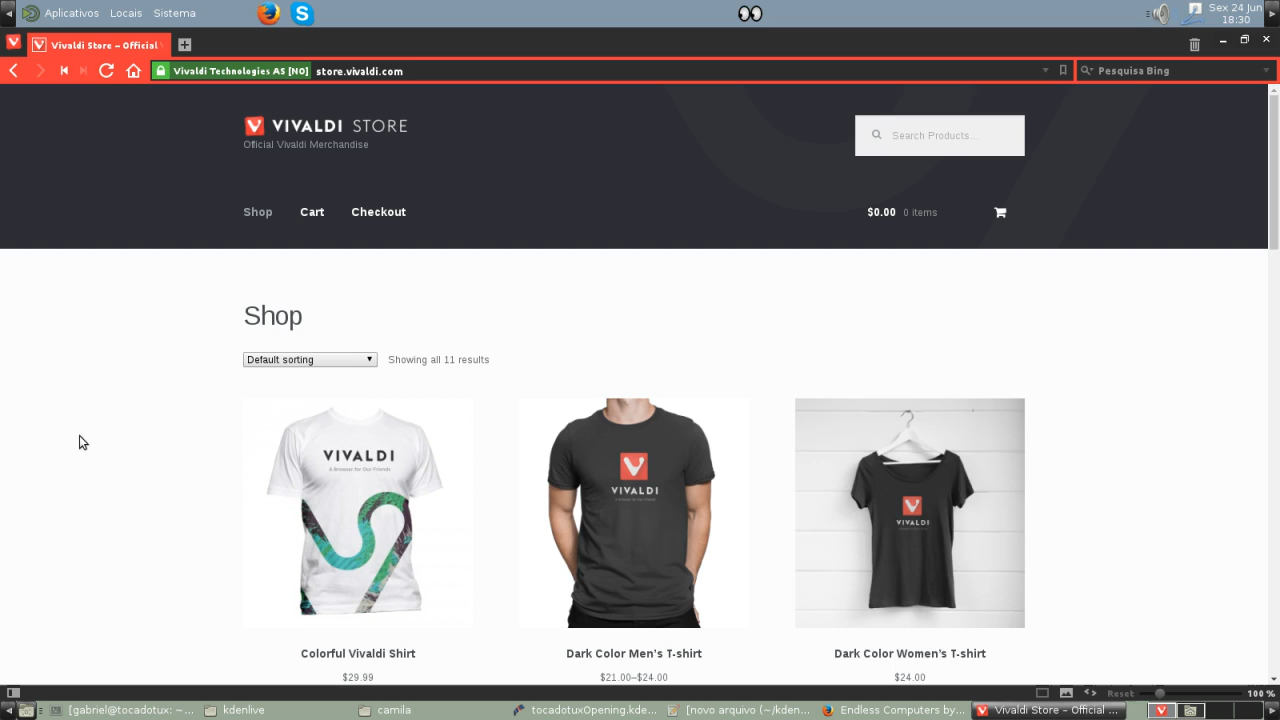 Aplicativos Locais Sistema
Sex 24 Jun
18:30
Vivaldi Store – Official
Vivaldi Technologies AS [NO] store.vivaldi.com Pesquisa Bing
VIVALDI STORE
Official Vivaldi Merchandise
Search Products...
Shop Cart Checkout $0.00 0 items
Shop
Default sorting Showing all 11 results
VIVALDI
A Browser for Our Friends
VIVALDI
VIVALDI
Colorful Vivaldi Shirt Dark Color Men's T-shirt Dark Color Women's T-shirt
$29.99 $21.00–$24.00 $24.00
Reset 100 %
[gabriel@tocadotux: ~... kdenlive camila tocadotuxOpening.kde... [novo arquivo (~/kden... Endless Computers by... Vivaldi Store – Official ...